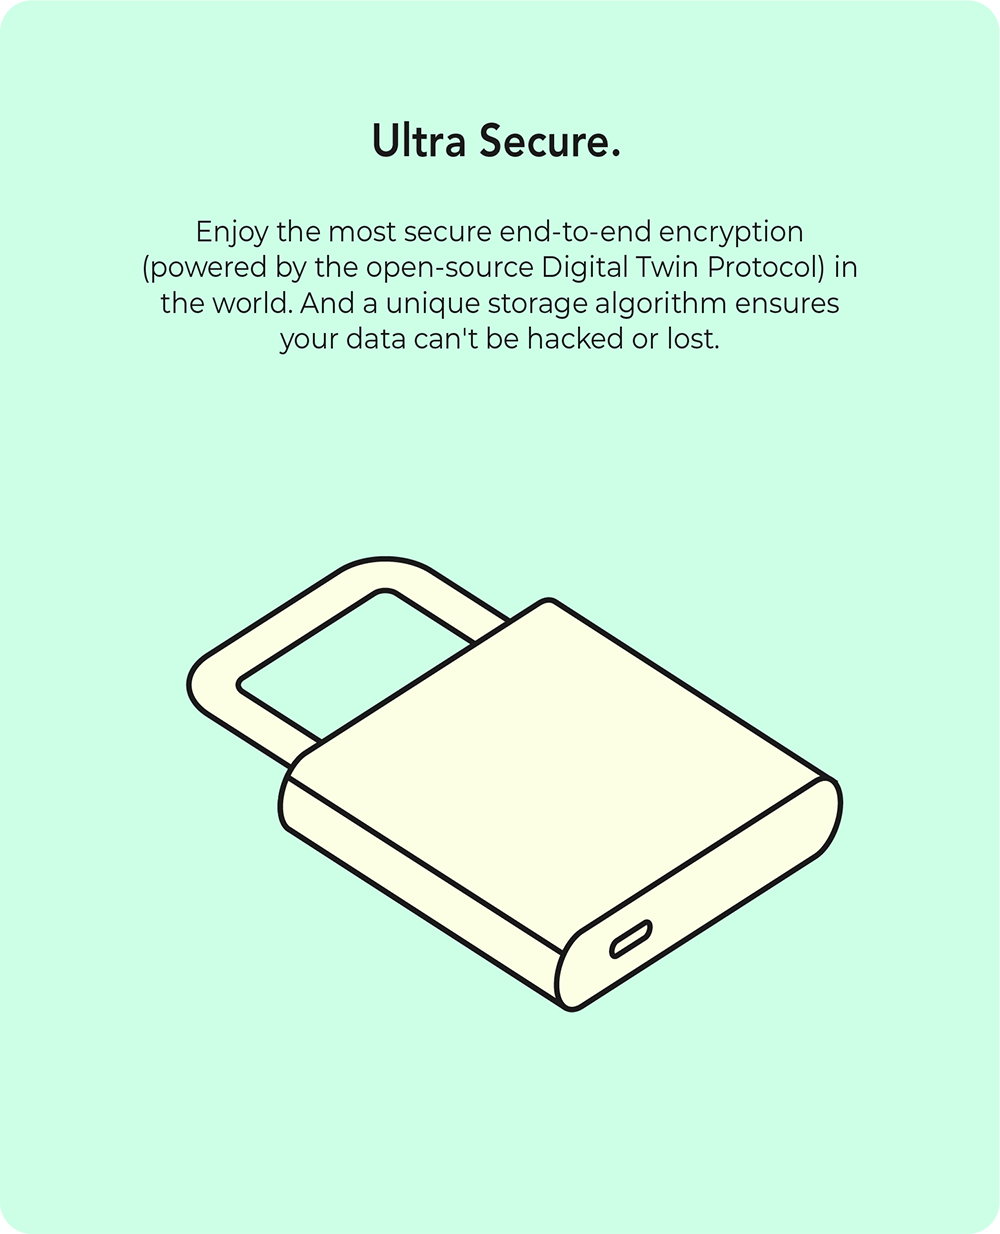 Ultra Secure.
Enjoy the most secure end-to-end encryption
(powered by the open-source Digital Twin Protocol) in
the world. And a unique storage algorithm ensures
your data can't be hacked or lost.